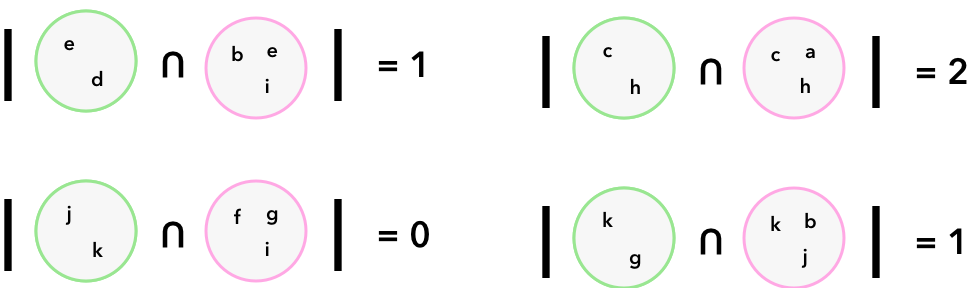 | e d ∩ b e i | = 1
| c h ∩ c a h | = 2
| j k ∩ f g i | = 0
| k g ∩ k b j | = 1